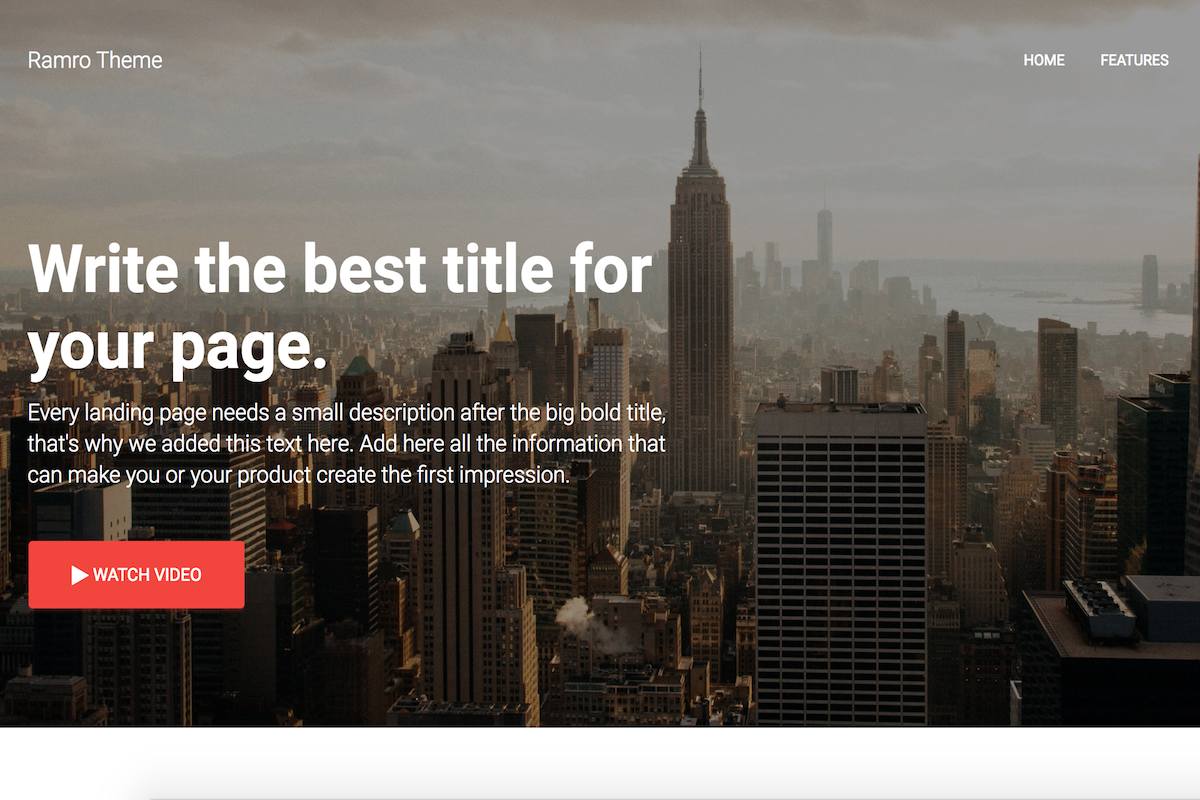 Ramro Theme
HOME FEATURES
Write the best title for
your page.
Every landing page needs a small description after the big bold title,
that's why we added this text here. Add here all the information that
can make you or your product create the first impression.
WATCH VIDEO